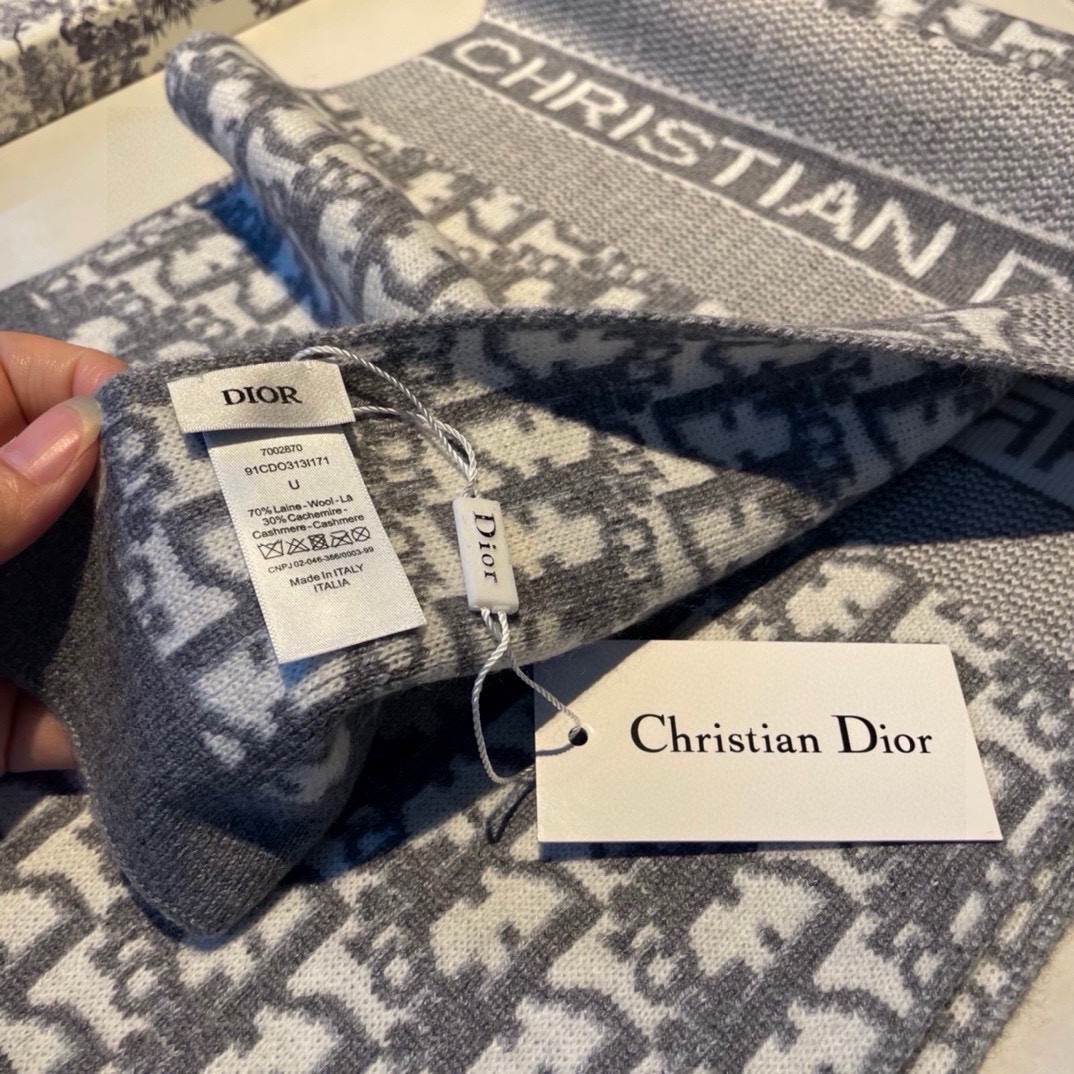 CHRISTIAN D
DIOR
7002870
91CDO313I171
U
70% Laine-Wool-La
30% Cachemire-
Cashmere-Cashmere
CNPJ 02-046-366/0003-99
Made In ITALY
ITALIA
Dior
Christian Dior